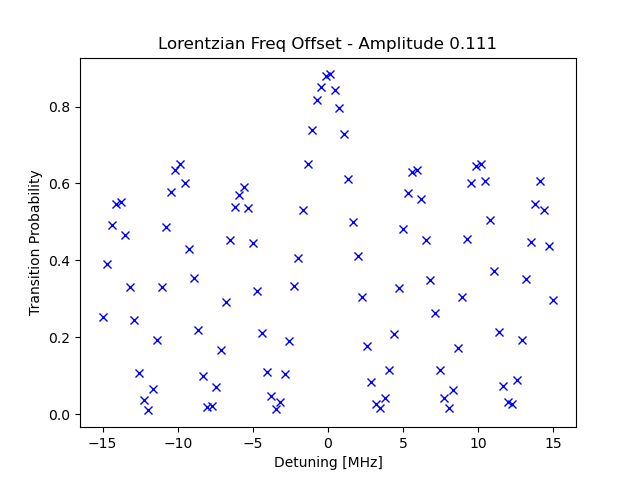 Lorentzian Freq Offset - Amplitude 0.111
Transition Probability
0.8
0.6
0.4
0.2
0.0
−15 −10 −5 0 5 10 15
Detuning [MHz]